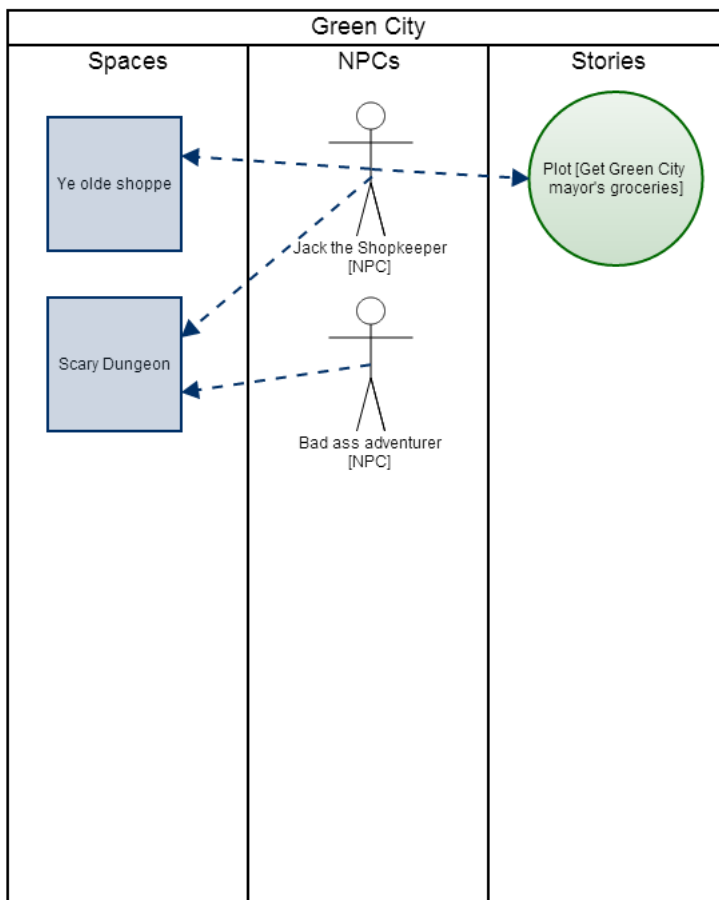 Green City
Spaces
NPCs
Stories
Ye olde shoppe
Jack the Shopkeeper
[NPC]
Plot [Get Green City
mayor's groceries]
Scary Dungeon
Bad ass adventurer
[NPC]